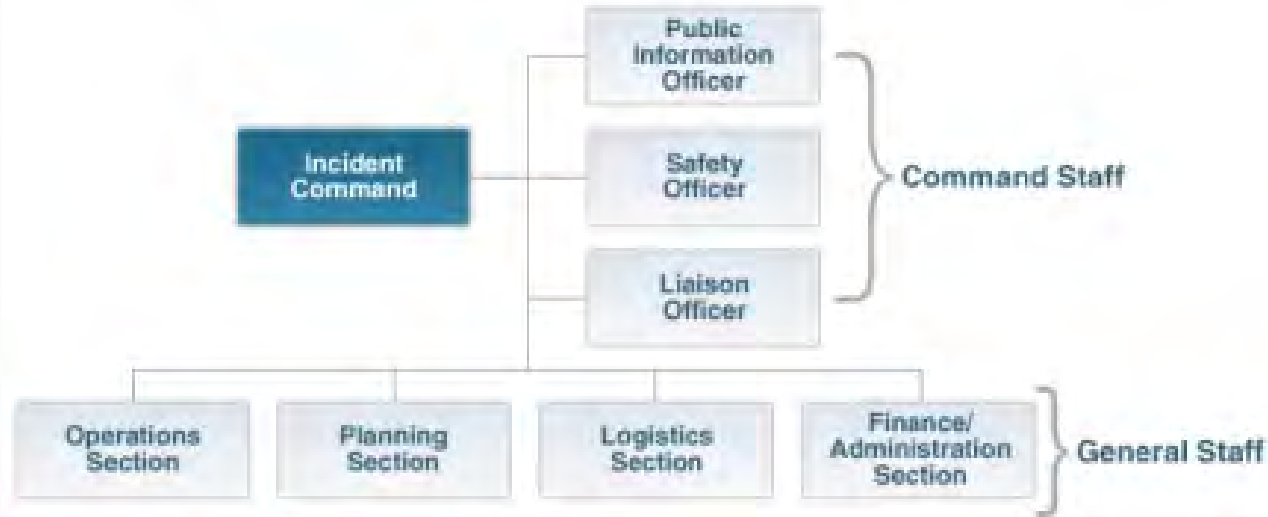 Public
Information
Officer
Incident
Command
Safety
Officer
Command Staff
Liaison
Officer
Operations
Section
Planning
Section
Logistics
Section
Finance/
Administration
Section
General Staff